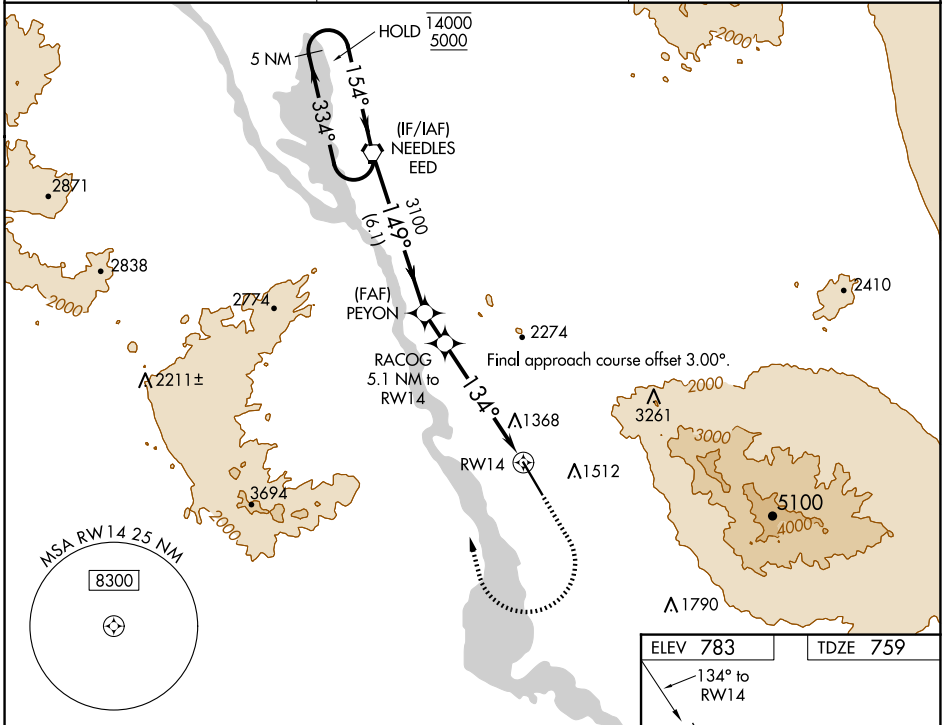 2000
HOLD 14000
5000
5 NM
154°
334°
(IF/IAF)
NEEDLES
EED
2871
3100
149°
(6.1)
2838
2000
2774
(FAF)
PEYON
2410
2274
RACOG
5.1 NM to
RW14
Final approach course offset 3.00°.
2211±
134°
2000
3261
1368
3000
RW14
1512
3694
2000
5100
4000
MSA RW14 25 NM
8300
1790
ELEV 783
TDZE 759
134° to
RW14